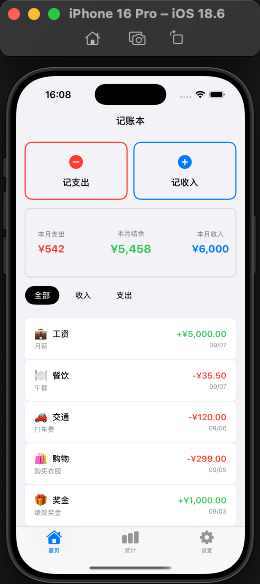 iPhone 16 Pro – iOS 18.6
16:08
记账本
记支出
记收入
本月支出
¥542
本月结余
¥5,458
本月收入
¥6,000
全部
收入
支出
工资
+¥5,000.00
月薪
09/07
餐饮
-¥35.50
午餐
09/07
交通
-¥120.00
打车费
09/06
购物
-¥299.00
购买衣服
09/05
奖金
+¥1,000.00
绩效奖金
09/03
首页
统计
设置